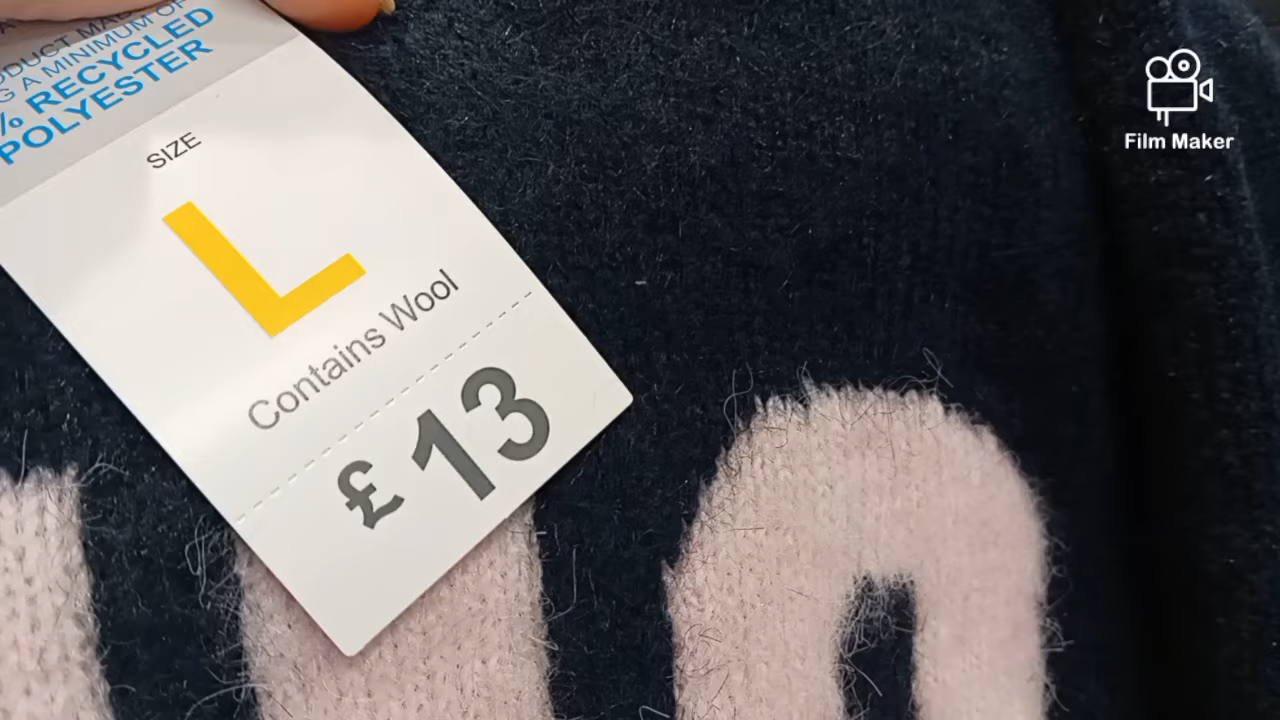 G A MINIMUM OF
% RECYCLED
POLYESTER
SIZE
L
Contains Wool
£13
Film Maker